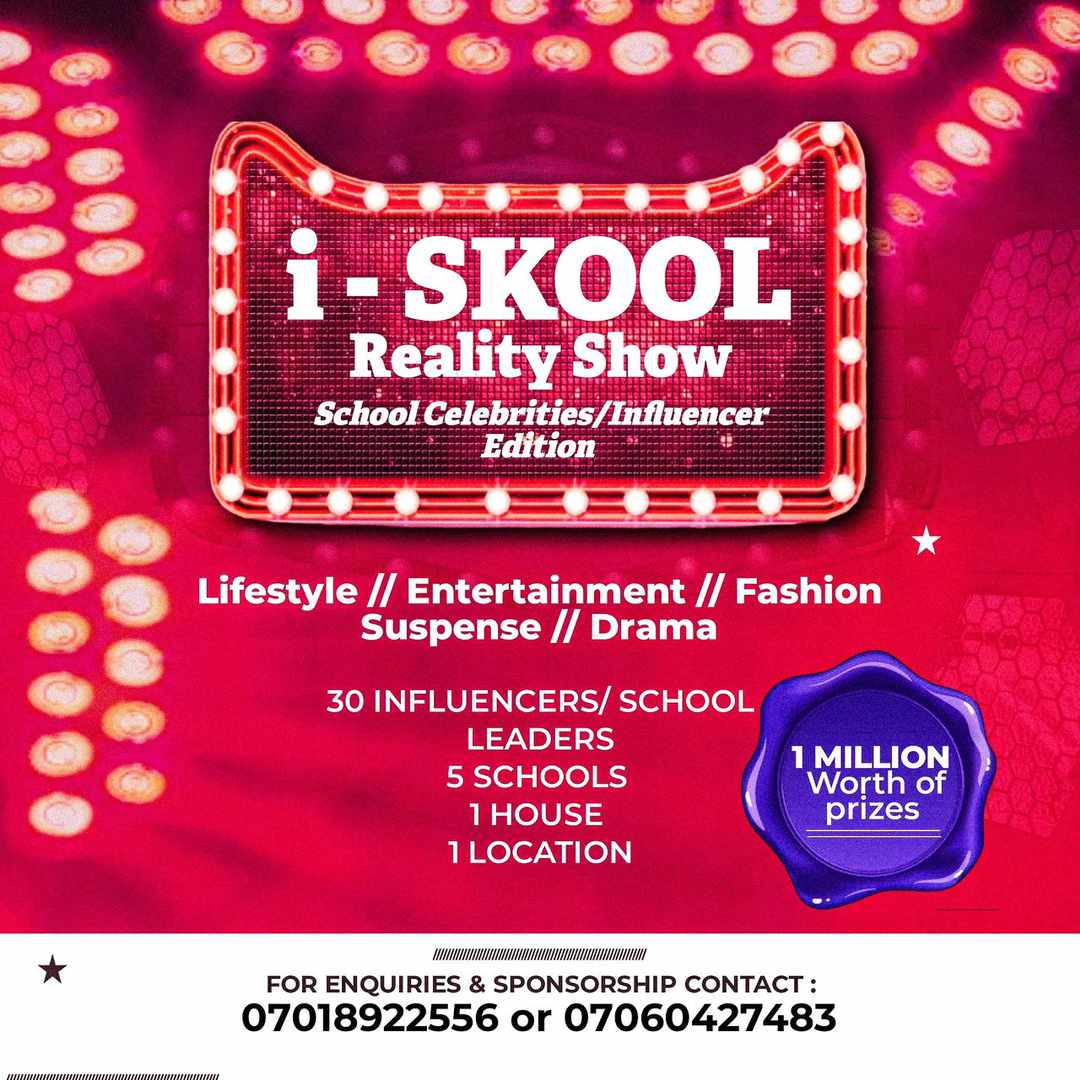 i - SKOOL
Reality Show
School Celebrities/Influencer
Edition
Lifestyle // Entertainment // Fashion
Suspense // Drama
30 INFLUENCERS/ SCHOOL
LEADERS
5 SCHOOLS
1 HOUSE
1 LOCATION
1 MILLION
Worth of
prizes
FOR ENQUIRIES & SPONSORSHIP CONTACT :
07018922556 or 07060427483